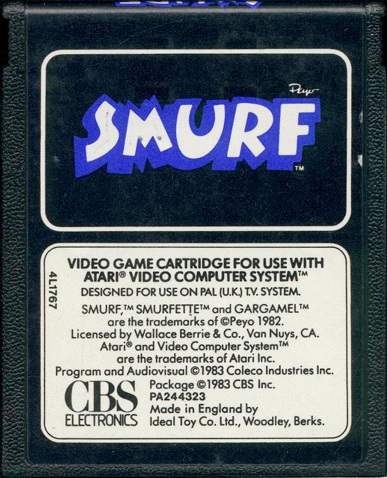 Peyo
SMURF™
4L1767
VIDEO GAME CARTRIDGE FOR USE WITH
ATARI® VIDEO COMPUTER SYSTEM™
DESIGNED FOR USE ON PAL (U.K.) T.V. SYSTEM.
SMURF,™ SMURFETTE™ and GARGAMEL™
are the trademarks of ©Peyo 1982.
Licensed by Wallace Berrie & Co., Van Nuys, CA.
Atari® and Video Computer System™
are the trademarks of Atari Inc.
Program and Audiovisual ©1983 Coleco Industries Inc.
Package ©1983 CBS Inc.
PA244323
Made in England by
Ideal Toy Co. Ltd., Woodley, Berks.
CBS
ELECTRONICS